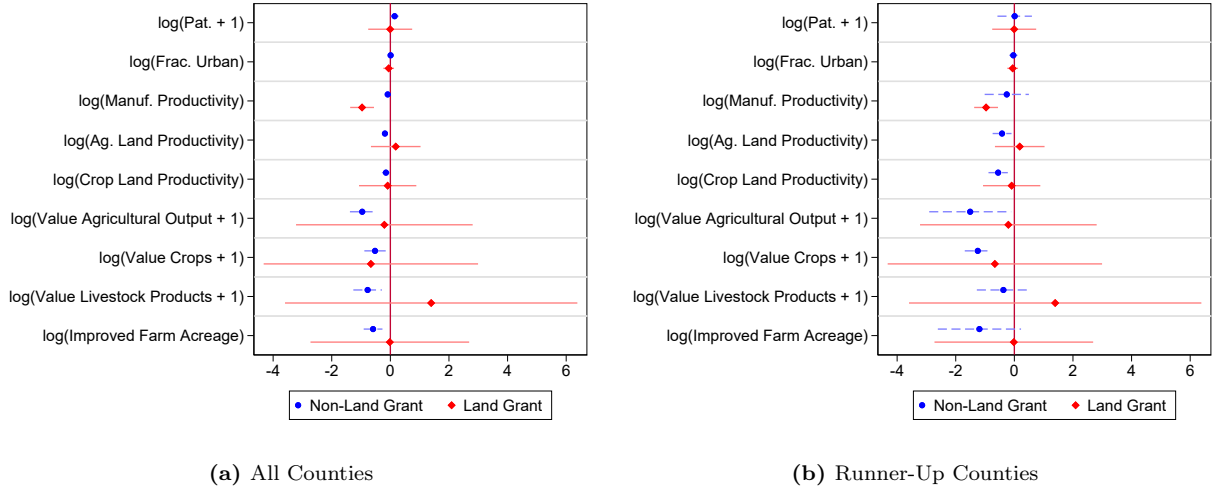 log(Pat. + 1)
log(Frac. Urban)
log(Manuf. Productivity)
log(Ag. Land Productivity)
log(Crop Land Productivity)
log(Value Agricultural Output + 1)
log(Value Crops + 1)
log(Value Livestock Products + 1)
log(Improved Farm Acreage)
-4 -2 0 2 4 6
Non-Land Grant Land Grant
(a) All Counties
log(Pat. + 1)
log(Frac. Urban)
log(Manuf. Productivity)
log(Ag. Land Productivity)
log(Crop Land Productivity)
log(Value Agricultural Output + 1)
log(Value Crops + 1)
log(Value Livestock Products + 1)
log(Improved Farm Acreage)
-4 -2 0 2 4 6
Non-Land Grant Land Grant
(b) Runner-Up Counties